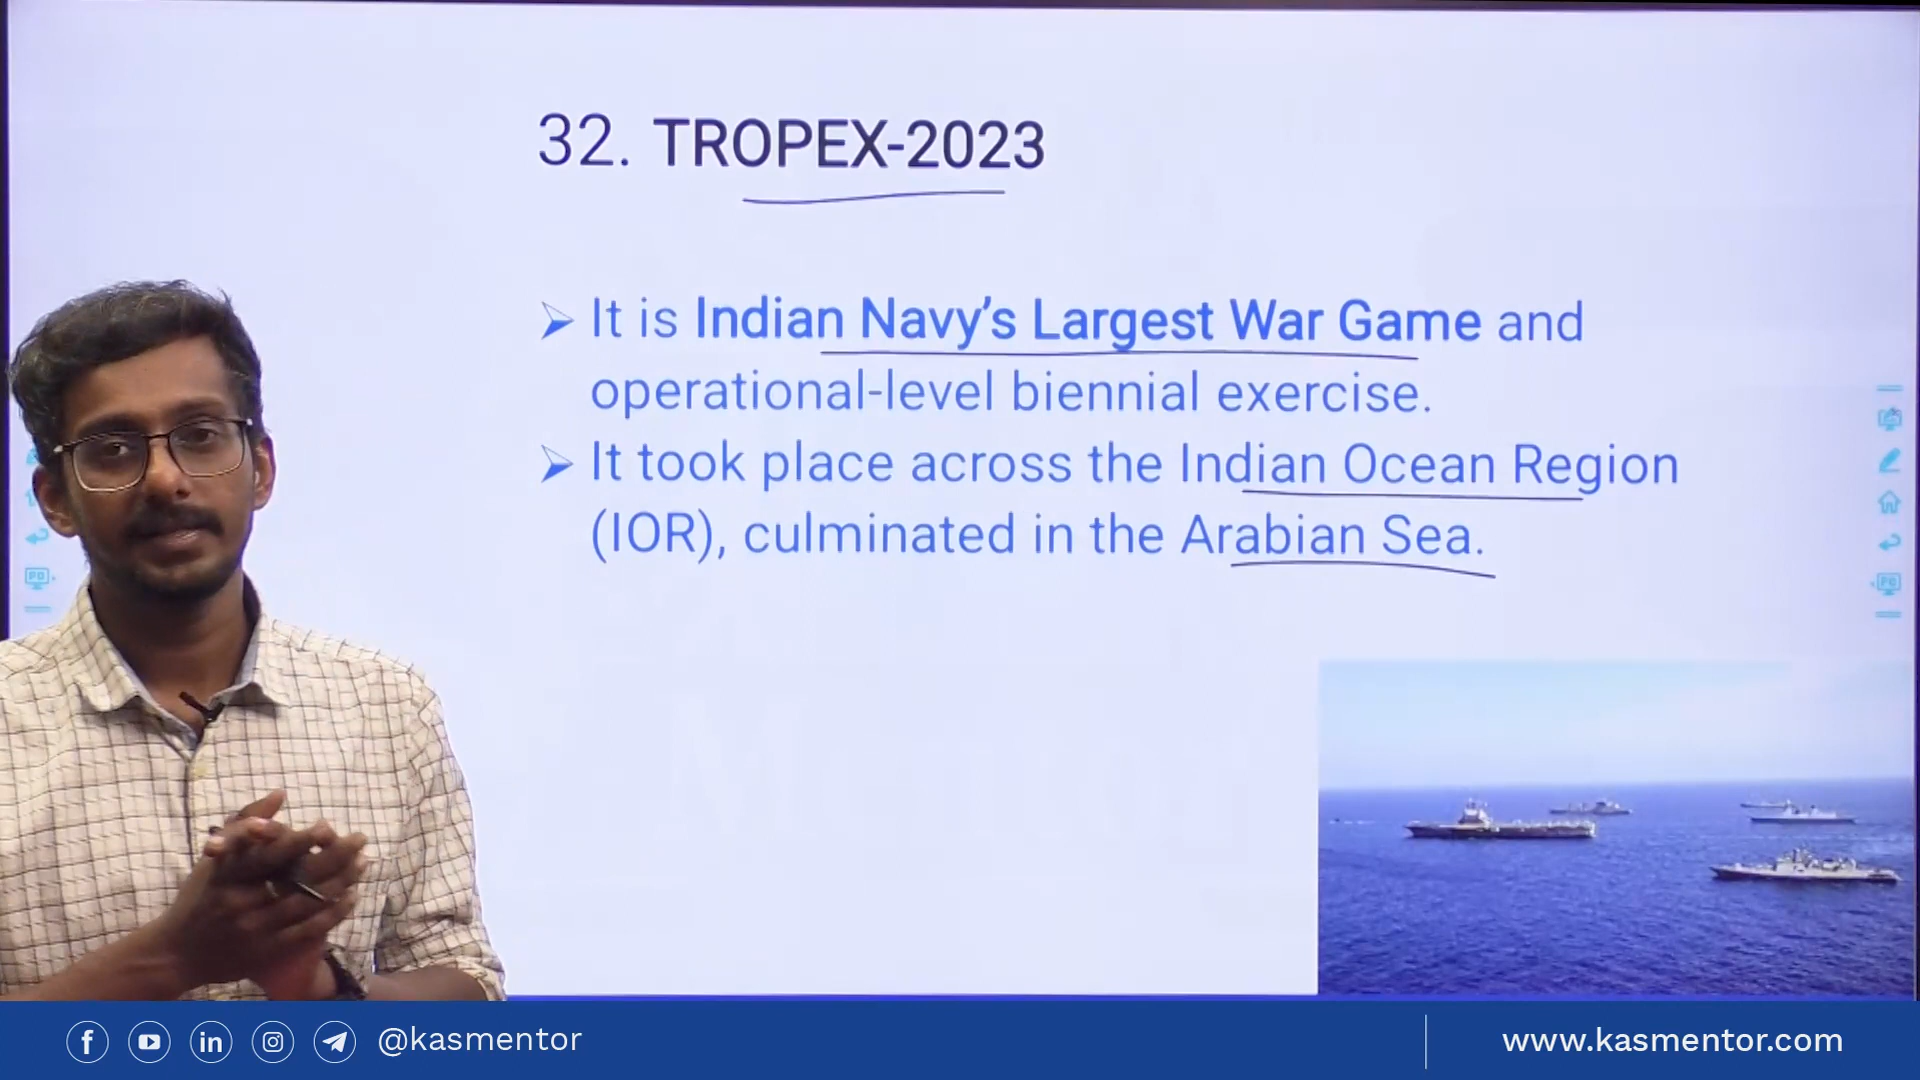 32. TROPEX-2023
➢ It is Indian Navy's Largest War Game and
operational-level biennial exercise.
➢ It took place across the Indian Ocean Region
(IOR), culminated in the Arabian Sea.
@kasmentor
www.kasmentor.com